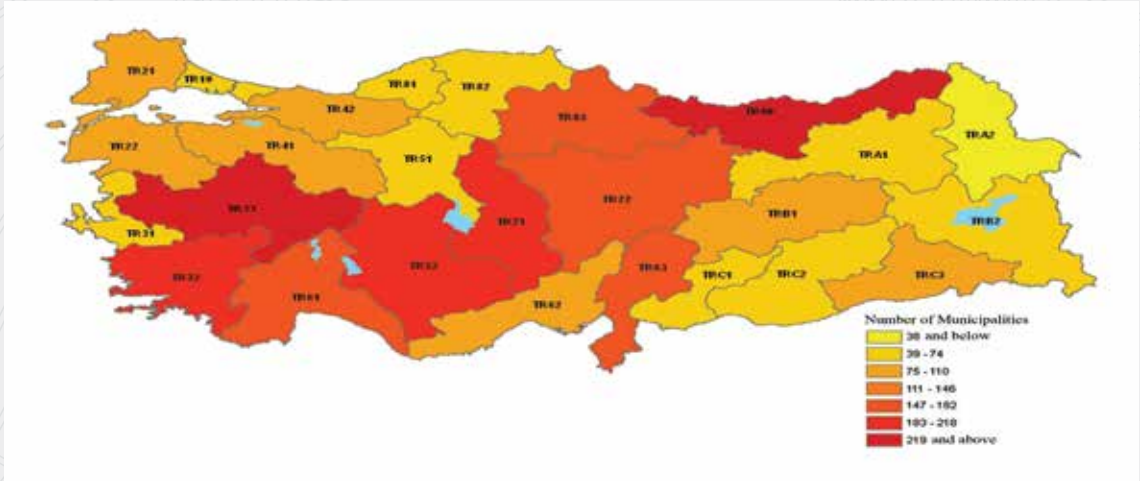 TR21
TR10
TR81
TR82
TR42
TR83
TR90
TRA2
TR22
TR41
TR51
TRA1
TR33
TR71
TR72
TRB1
TRB2
TR31
TR32
TR52
TR63
TRC1
TRC2
TRC3
TR61
TR62
Number of Municipalities
38 and below
39 - 74
75 - 110
111 - 146
147 - 182
183 - 218
219 and above